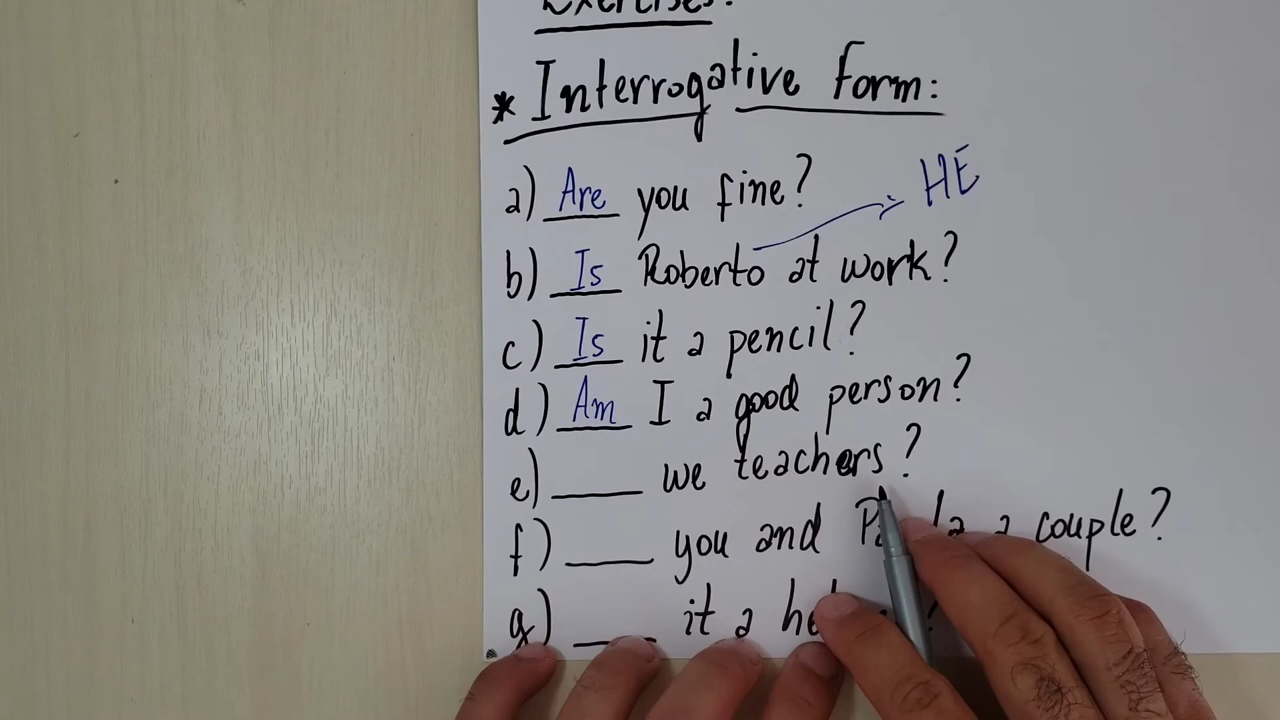 Exercises:
* Interrogative form:
a) Are you fine?
HE
b) Is Roberto at work?
c) Is it a pencil?
d) Am I a good person?
e) ____ we teachers?
f) ____ you and a couple?
g) ____ it a ?